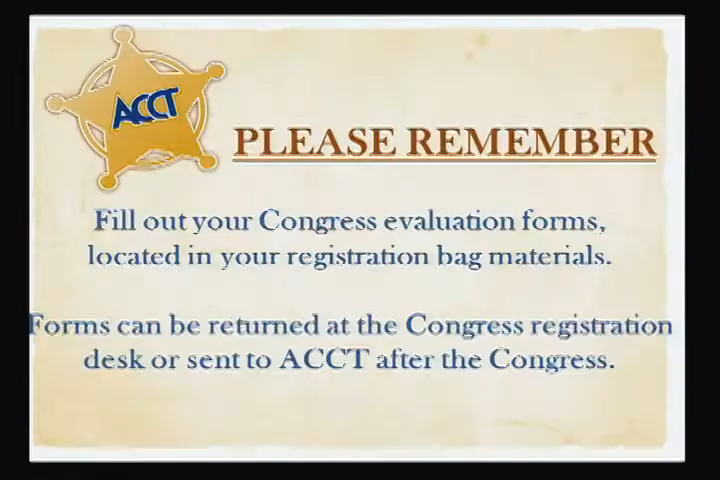 ACCT
PLEASE REMEMBER
Fill out your Congress evaluation forms,
located in your registration bag materials.
Forms can be returned at the Congress registration
desk or sent to ACCT after the Congress.